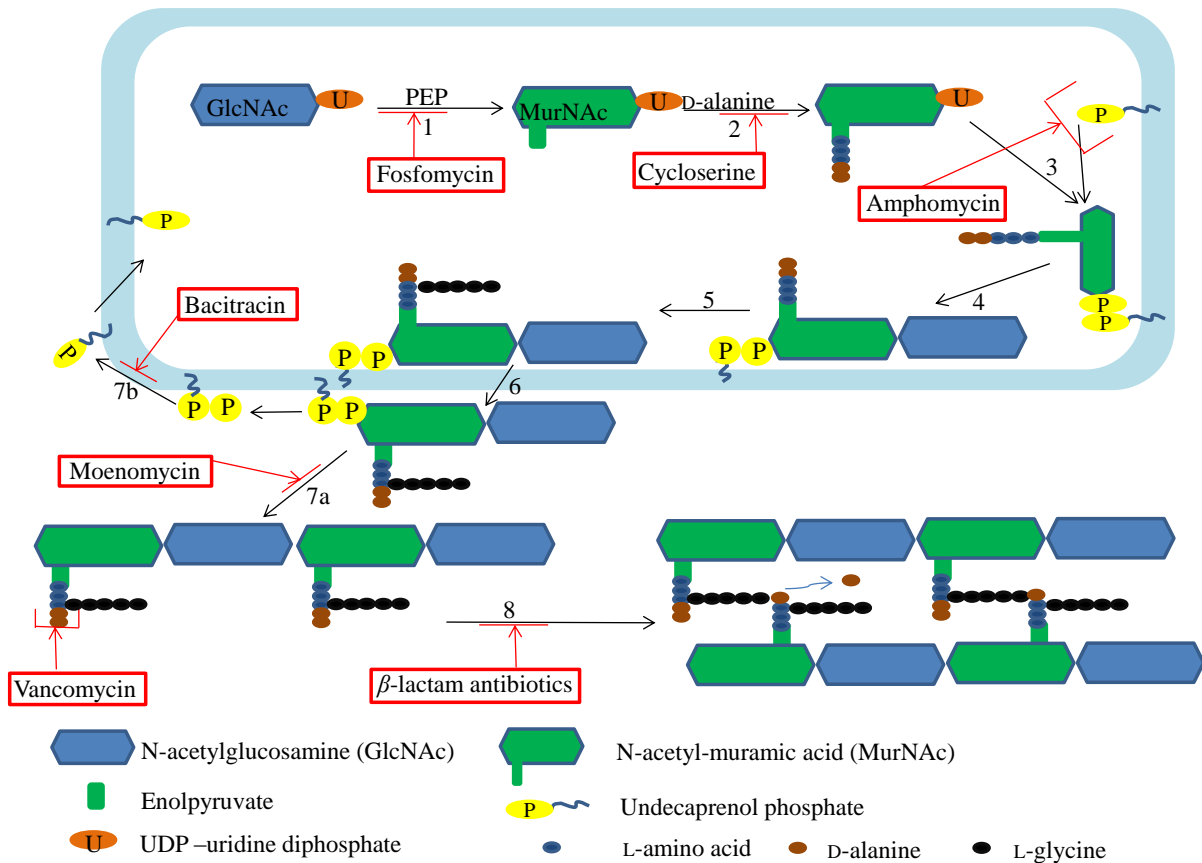 GlcNAc
U
PEP
1
MurNAc
U
D-alanine
2
U
P
3
Fosfomycin
Cycloserine
Amphomycin
P
Bacitracin
5
4
P
P
P
P
P
P
P
7b
6
P
P
P
P
Moenomycin
7a
8
Vancomycin
β-lactam antibiotics
N-acetylglucosamine (GlcNAc)
N-acetyl-muramic acid (MurNAc)
Enolpyruvate
P
Undecaprenol phosphate
U
UDP –uridine diphosphate
L-amino acid
D-alanine
L-glycine